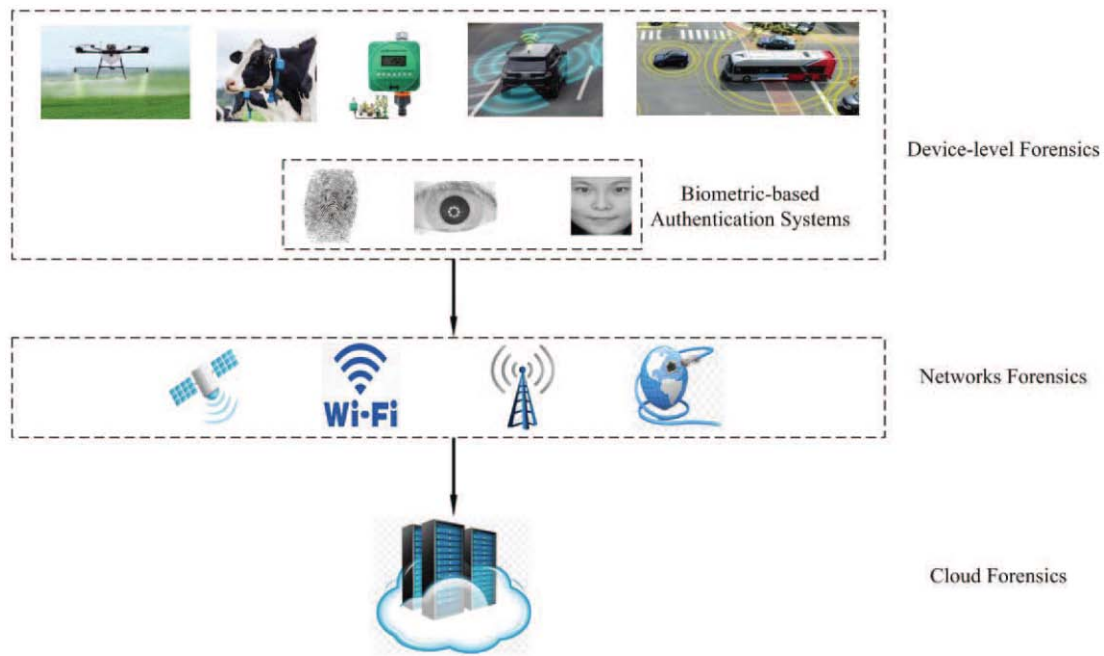 Device-level Forensics
Biometric-based
Authentication Systems
Wi-Fi
Networks Forensics
Cloud Forensics